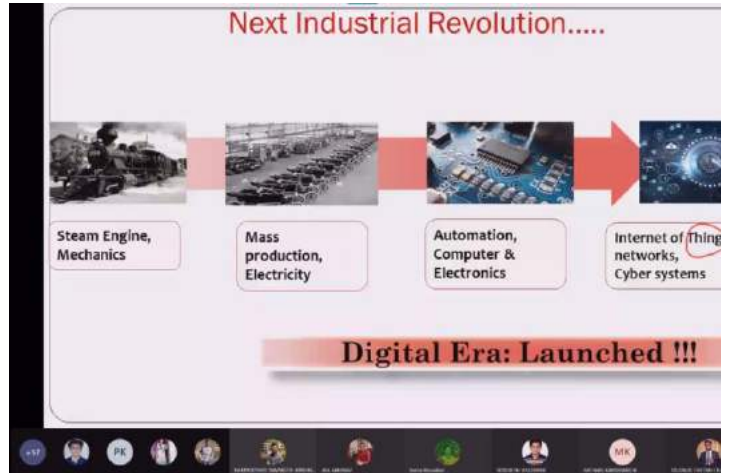 Next Industrial Revolution.....
Steam Engine,
Mechanics
Mass
production,
Electricity
Automation,
Computer &
Electronics
Internet of Thing
networks,
Cyber systems
Digital Era: Launched !!!
+17
PK
MK